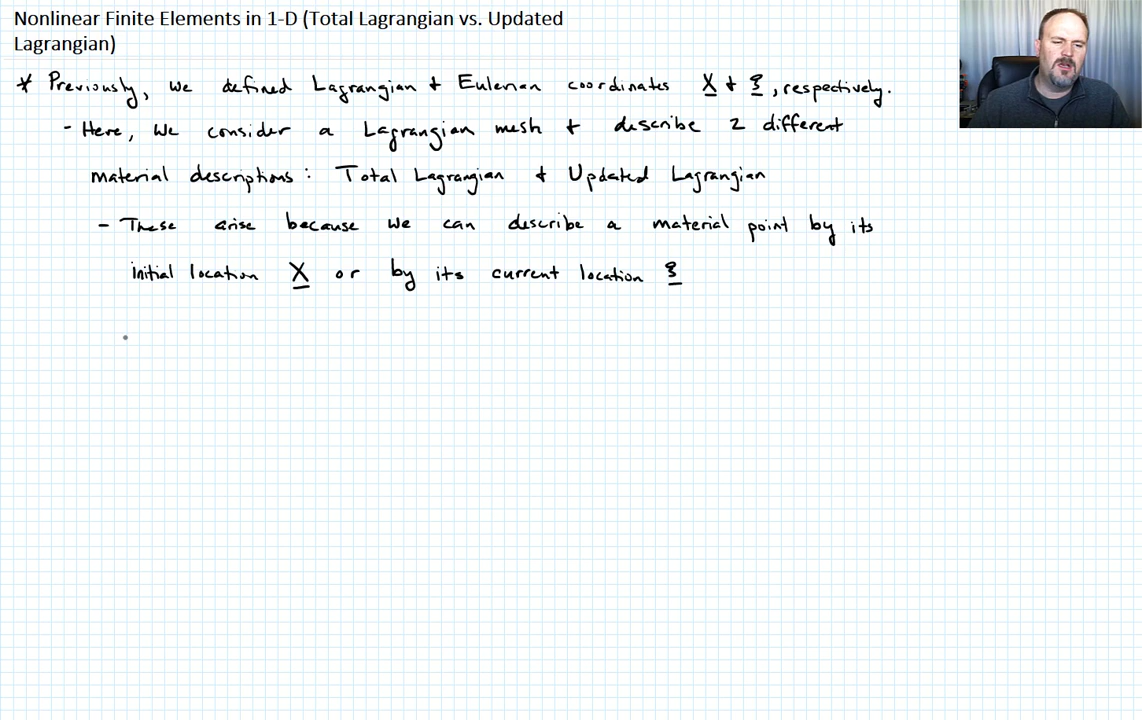 Nonlinear Finite Elements in 1-D (Total Lagrangian vs. Updated
Lagrangian)
* Previously, we defined Lagrangian + Eulerian coordinates X + ξ, respectively.
- Here, we consider a Lagrangian mesh + describe 2 different
material descriptions: Total Lagrangian + Updated Lagrangian
- These arise because we can describe a material point by its
initial location X or by its current location ξ